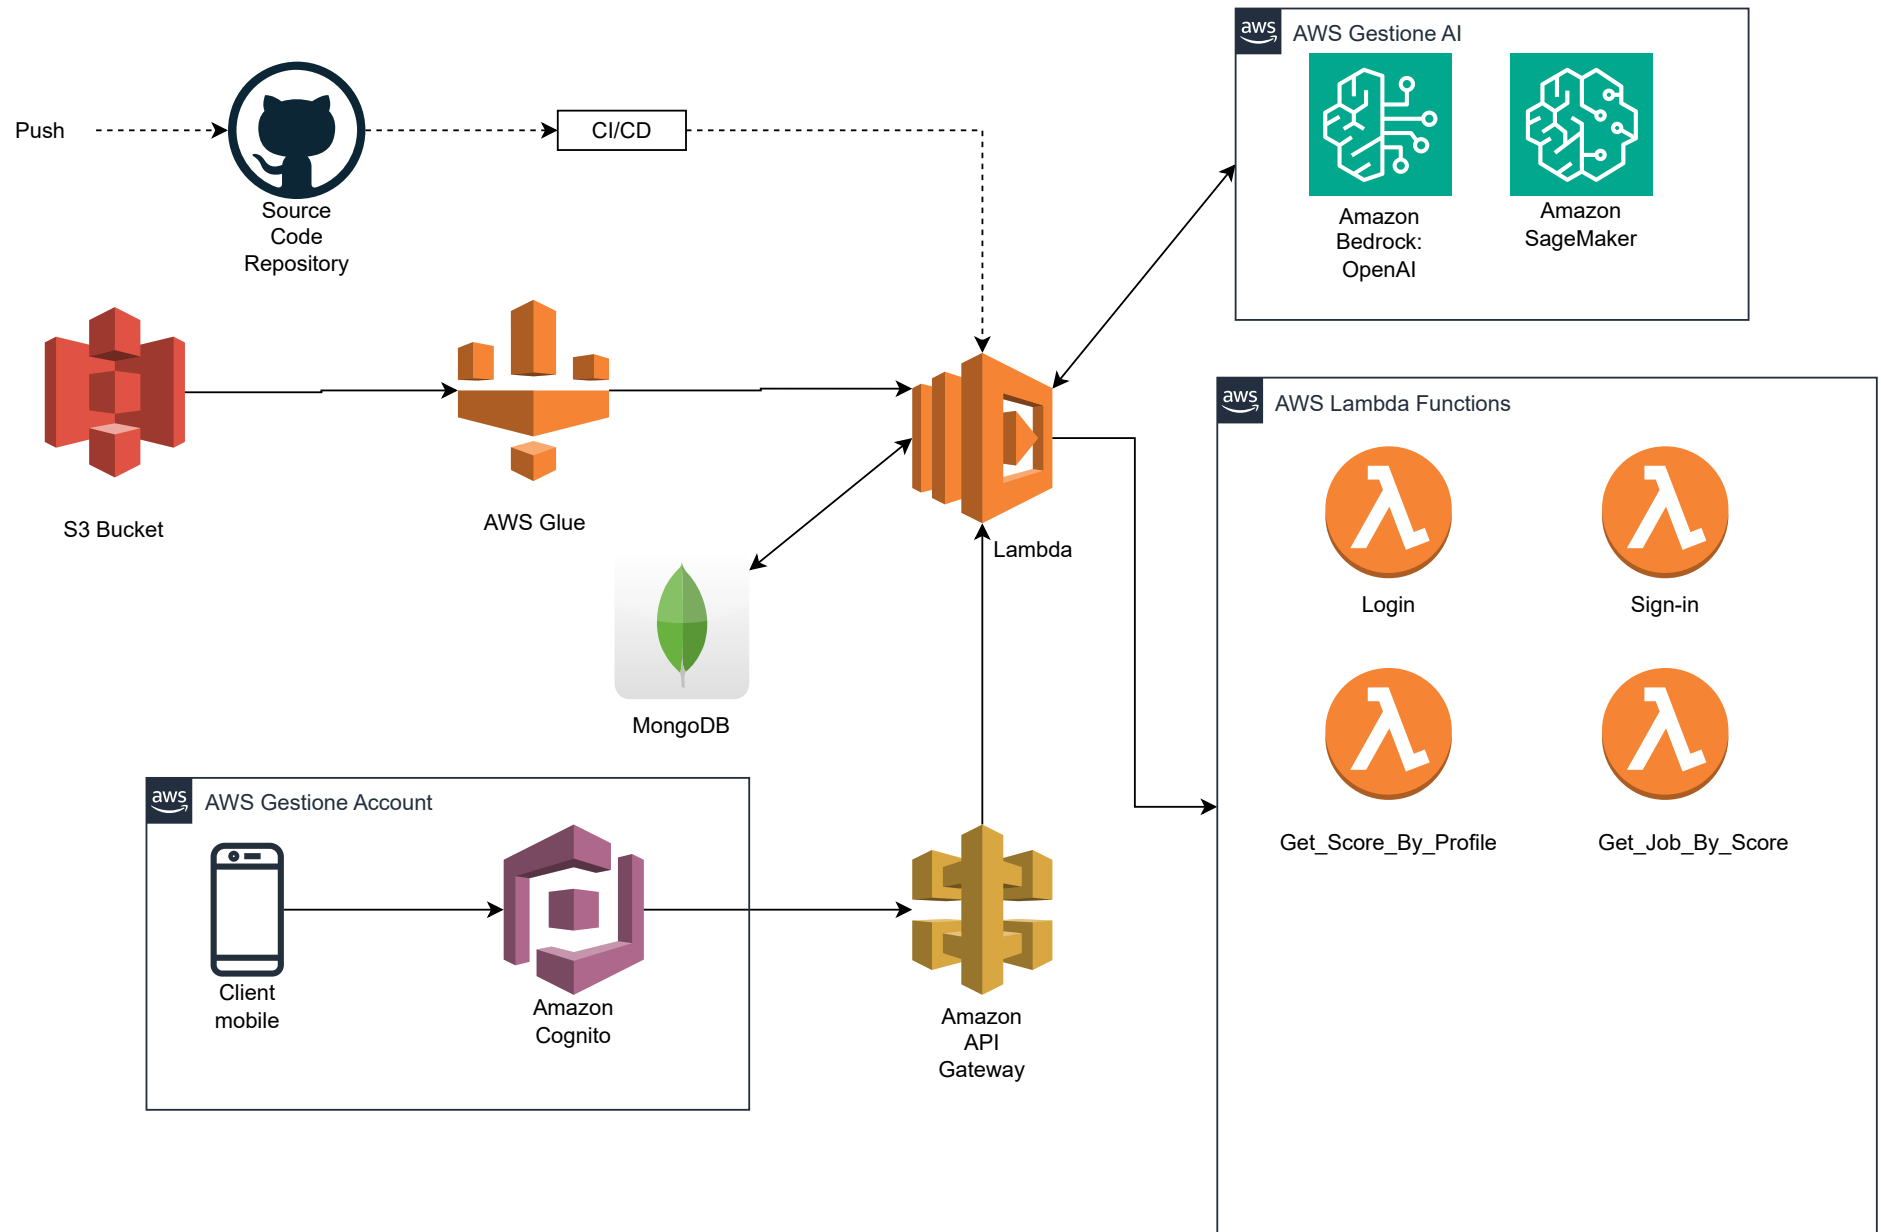 aws
AWS Gestione AI
Push
CI/CD
Source
Code
Repository
Amazon
Bedrock:
OpenAI
Amazon
SageMaker
S3 Bucket
AWS Glue
Lambda
MongoDB
aws
AWS Lambda Functions
Login
Sign-in
Get_Score_By_Profile
Get_Job_By_Score
aws
AWS Gestione Account
Client
mobile
Amazon
Cognito
Amazon
API
Gateway